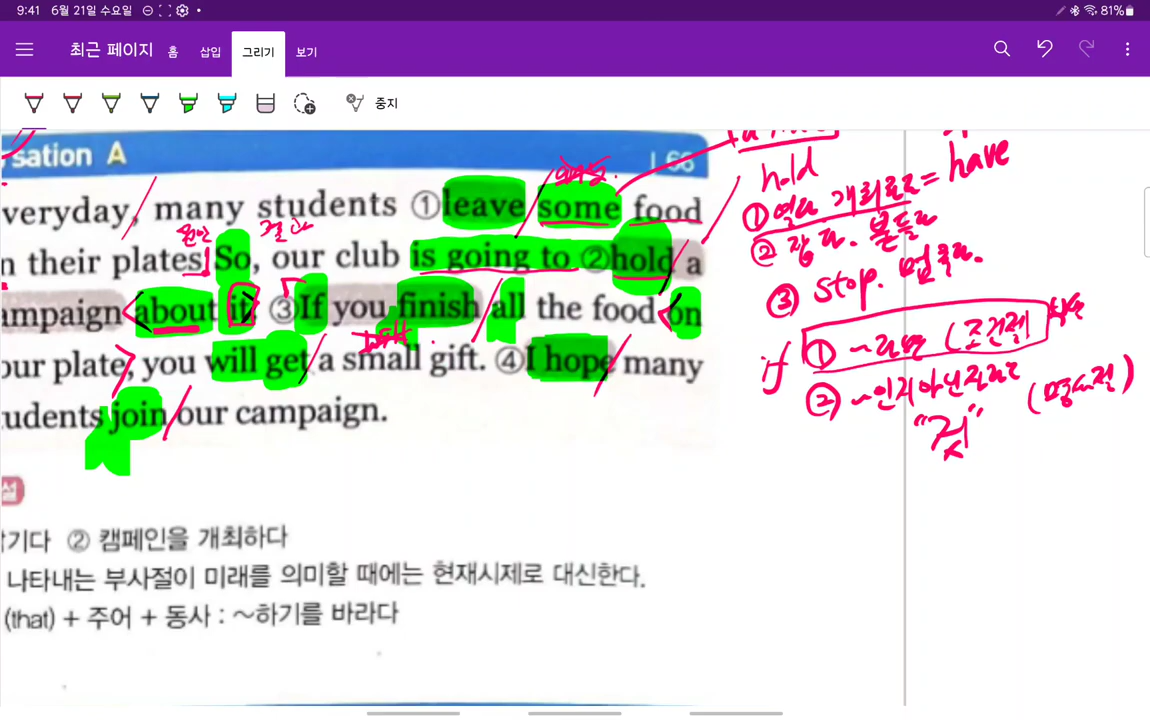 9:41 6월 21일 수요일 81%
최근 페이지 홈 삽입 그리기 보기
중지
sation A
hold
have
veryday, many students ①leave some food
① 열다 개최하다 = have
n their plates. So, our club is going to ②hold a
원인 결과
② 잡다. 붙들다
ampaign about it. ③If you finish all the food on
③ stop. 멈추다.
our plate, you will get a small gift. ④I hope many
if ① ~라면 (조건절)
udents join our campaign.
② ~인지 아닌지 (명사절)
"것"
설
기다 ② 캠페인을 개최하다
나타내는 부사절이 미래를 의미할 때에는 현재시제로 대신한다.
(that) + 주어 + 동사 : ~하기를 바라다